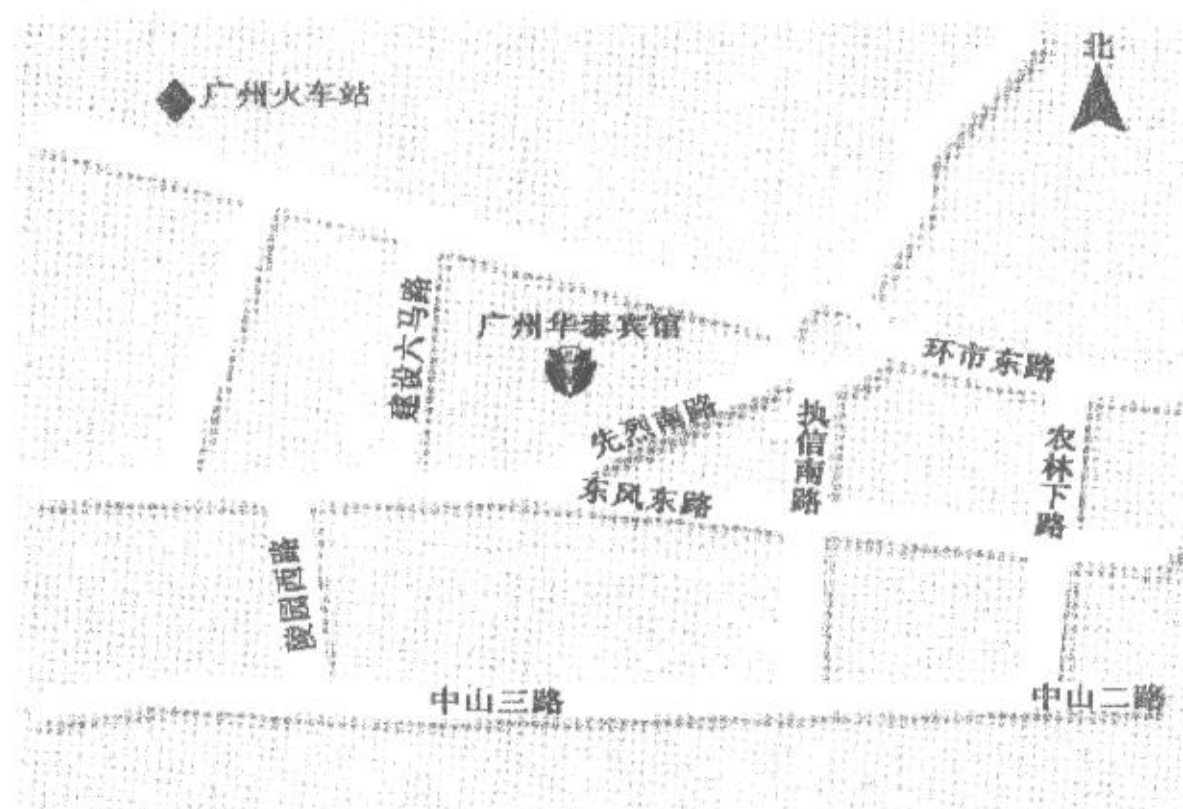 北
广州火车站
建设六马路
广州华泰宾馆
环市东路
先烈南路
执信南路
农林下路
东风东路
陵园西路
中山三路
中山二路